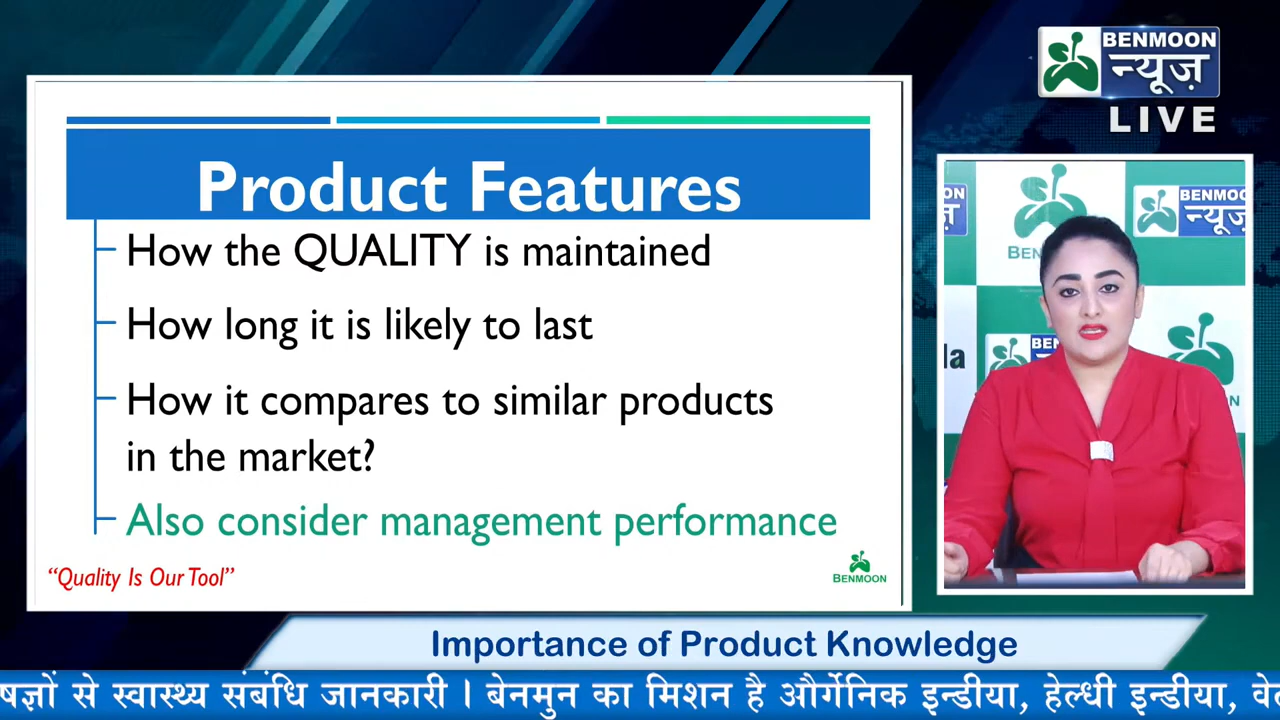 BENMOON
न्यूज़
LIVE
Product Features
How the QUALITY is maintained
How long it is likely to last
How it compares to similar products
in the market?
Also consider management performance
“Quality Is Our Tool”
BENMOON
BENMOON
न्यूज़
Importance of Product Knowledge
से स्वास्थ्य संबंधि जानकारी । बेनमुन का मिशन है और्गेनिक इन्डीया, हेल्धी इन्डीया,